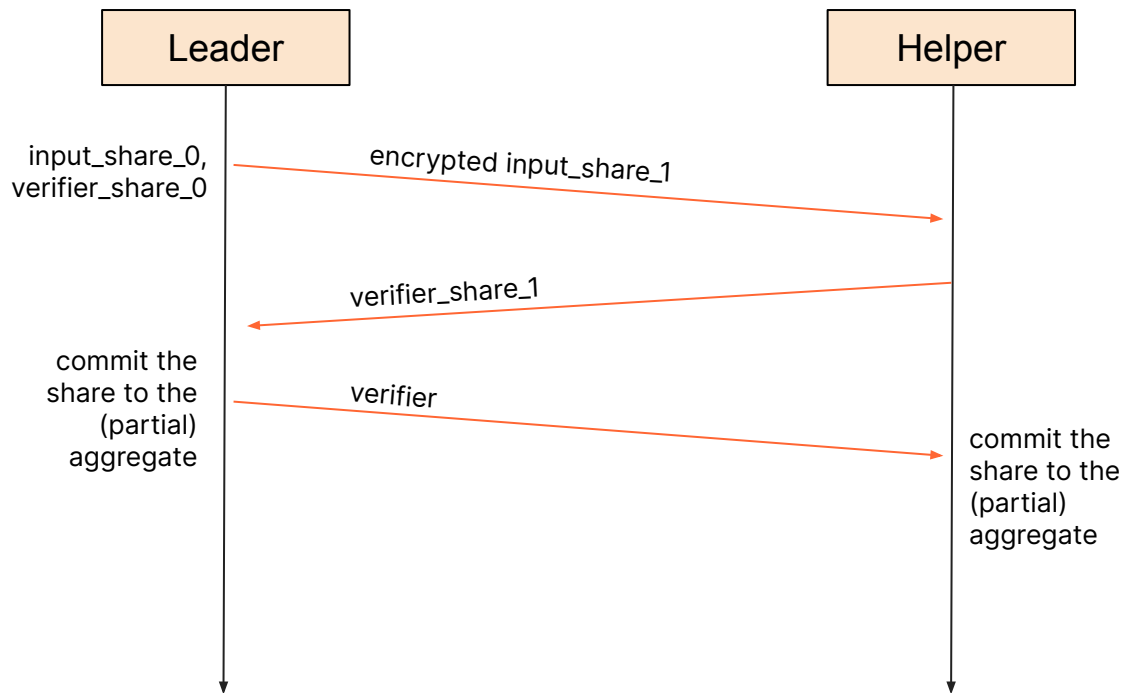 Leader
Helper
input_share_0,
verifier_share_0
encrypted input_share_1
verifier_share_1
commit the
share to the
(partial)
aggregate
verifier
commit the
share to the
(partial)
aggregate